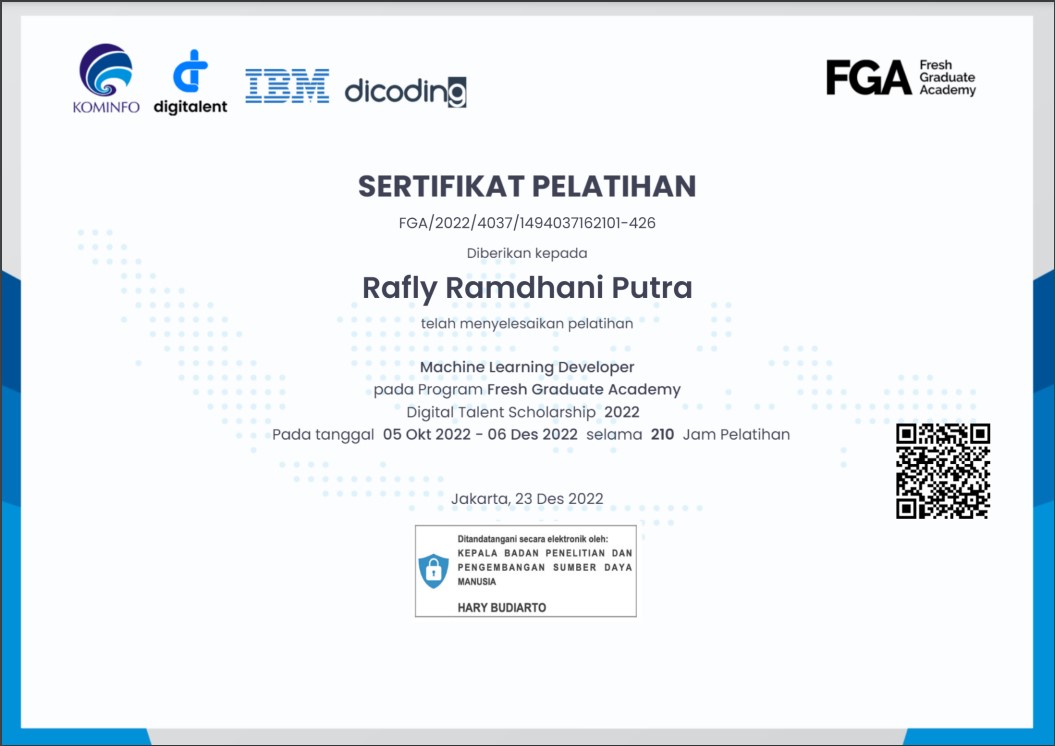 KOMINFO
digitalent
IBM
dicoding
FGA
Fresh
Graduate
Academy
SERTIFIKAT PELATIHAN
FGA/2022/4037/1494037162101-426
Diberikan kepada
Rafly Ramdhani Putra
telah menyelesaikan pelatihan
Machine Learning Developer
pada Program Fresh Graduate Academy
Digital Talent Scholarship 2022
Pada tanggal 05 Okt 2022 - 06 Des 2022 selama 210 Jam Pelatihan
Jakarta, 23 Des 2022
Ditandatangani secara elektronik oleh:
KEPALA BADAN PENELITIAN DAN
PENGEMBANGAN SUMBER DAYA
MANUSIA
HARY BUDIARTO